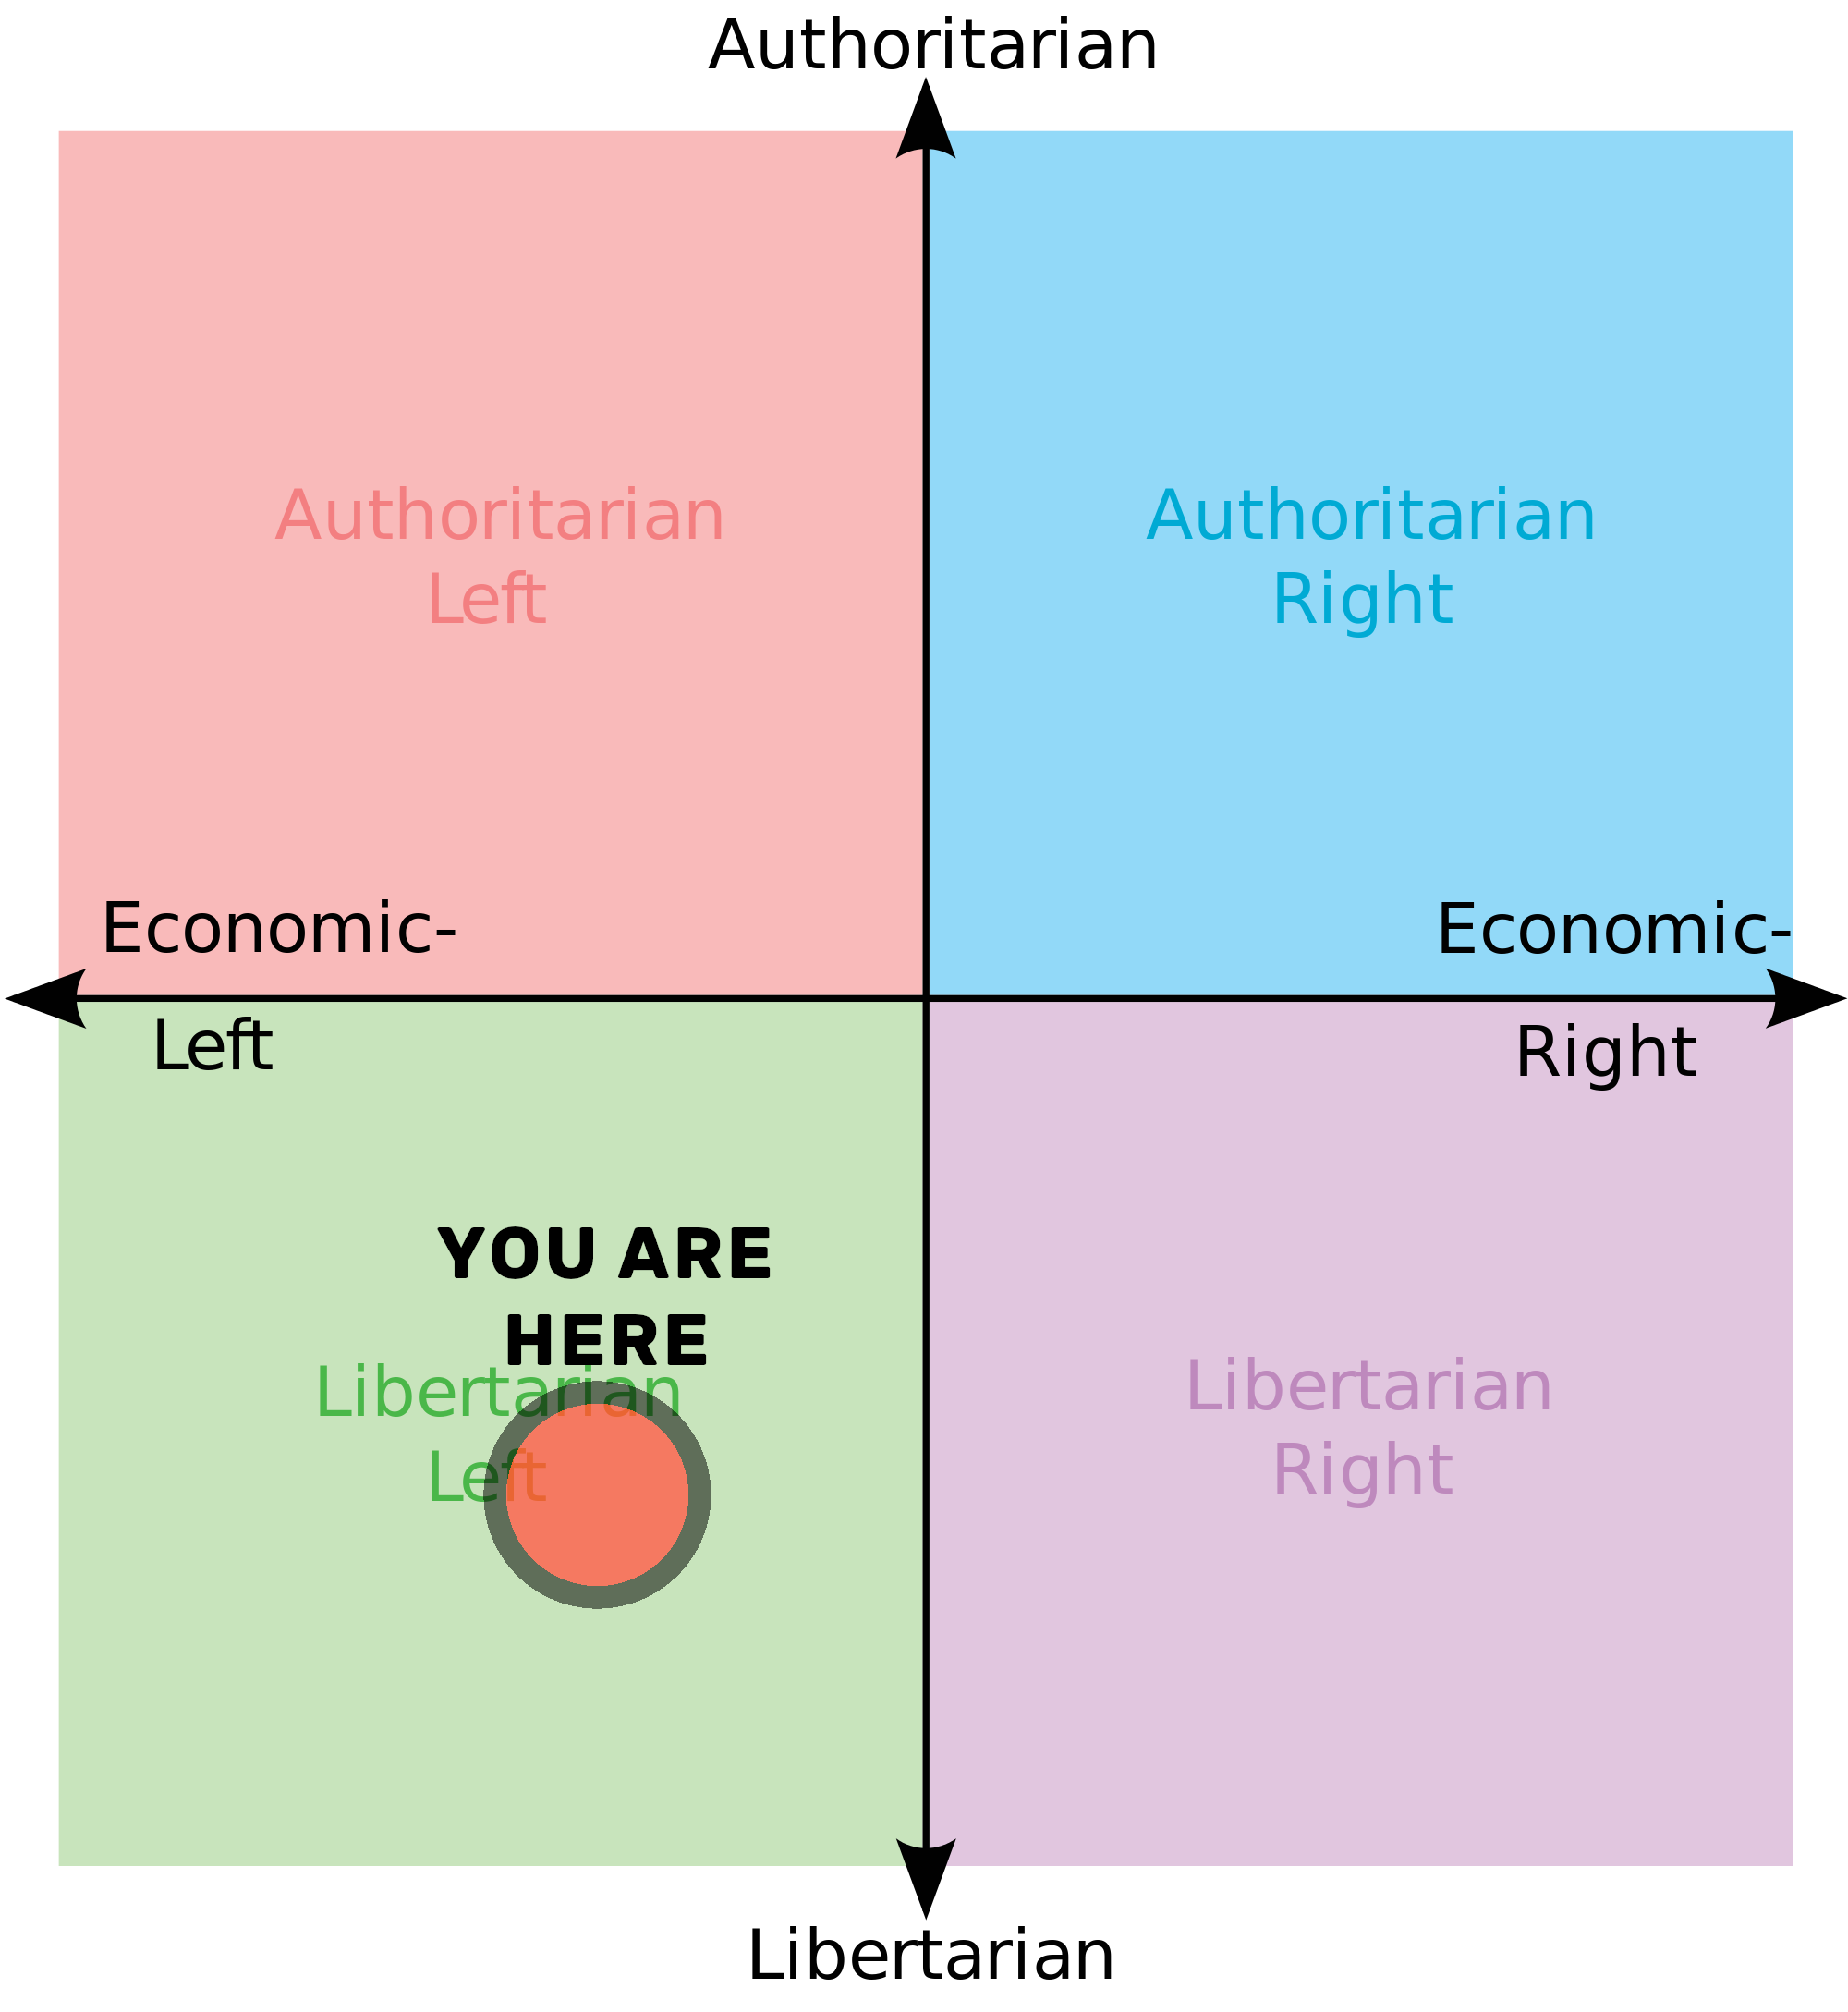 Authoritarian
Authoritarian
Left
Authoritarian
Right
Economic-
Left
Economic-
Right
YOU ARE
HERE
Libertarian
Left
Libertarian
Right
Libertarian